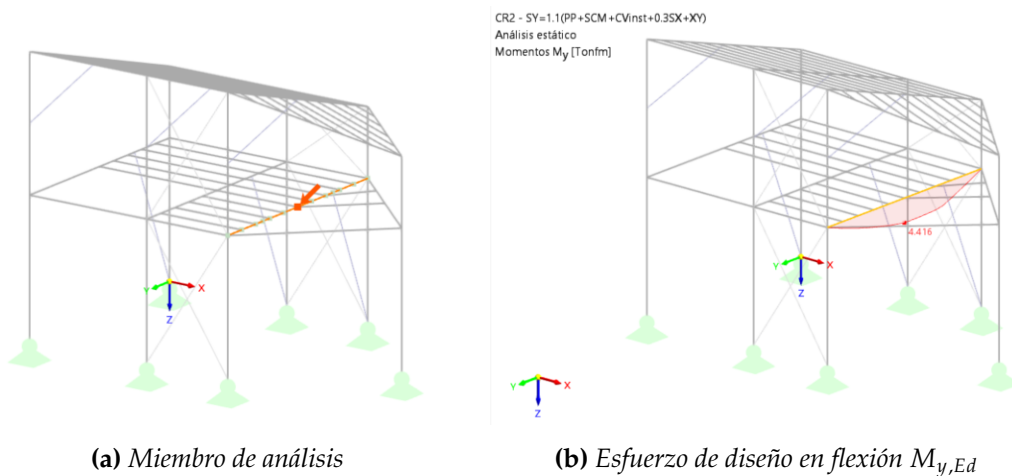 CR2 - SY=1.1(PP+SCM+CVinst+0.3SX+XY)
Análisis estático
Momentos My [Tonfm]
Y
X
Z
4.416
Y
X
Z
Y
X
Z
(a) Miembro de análisis
(b) Esfuerzo de diseño en flexión My,Ed